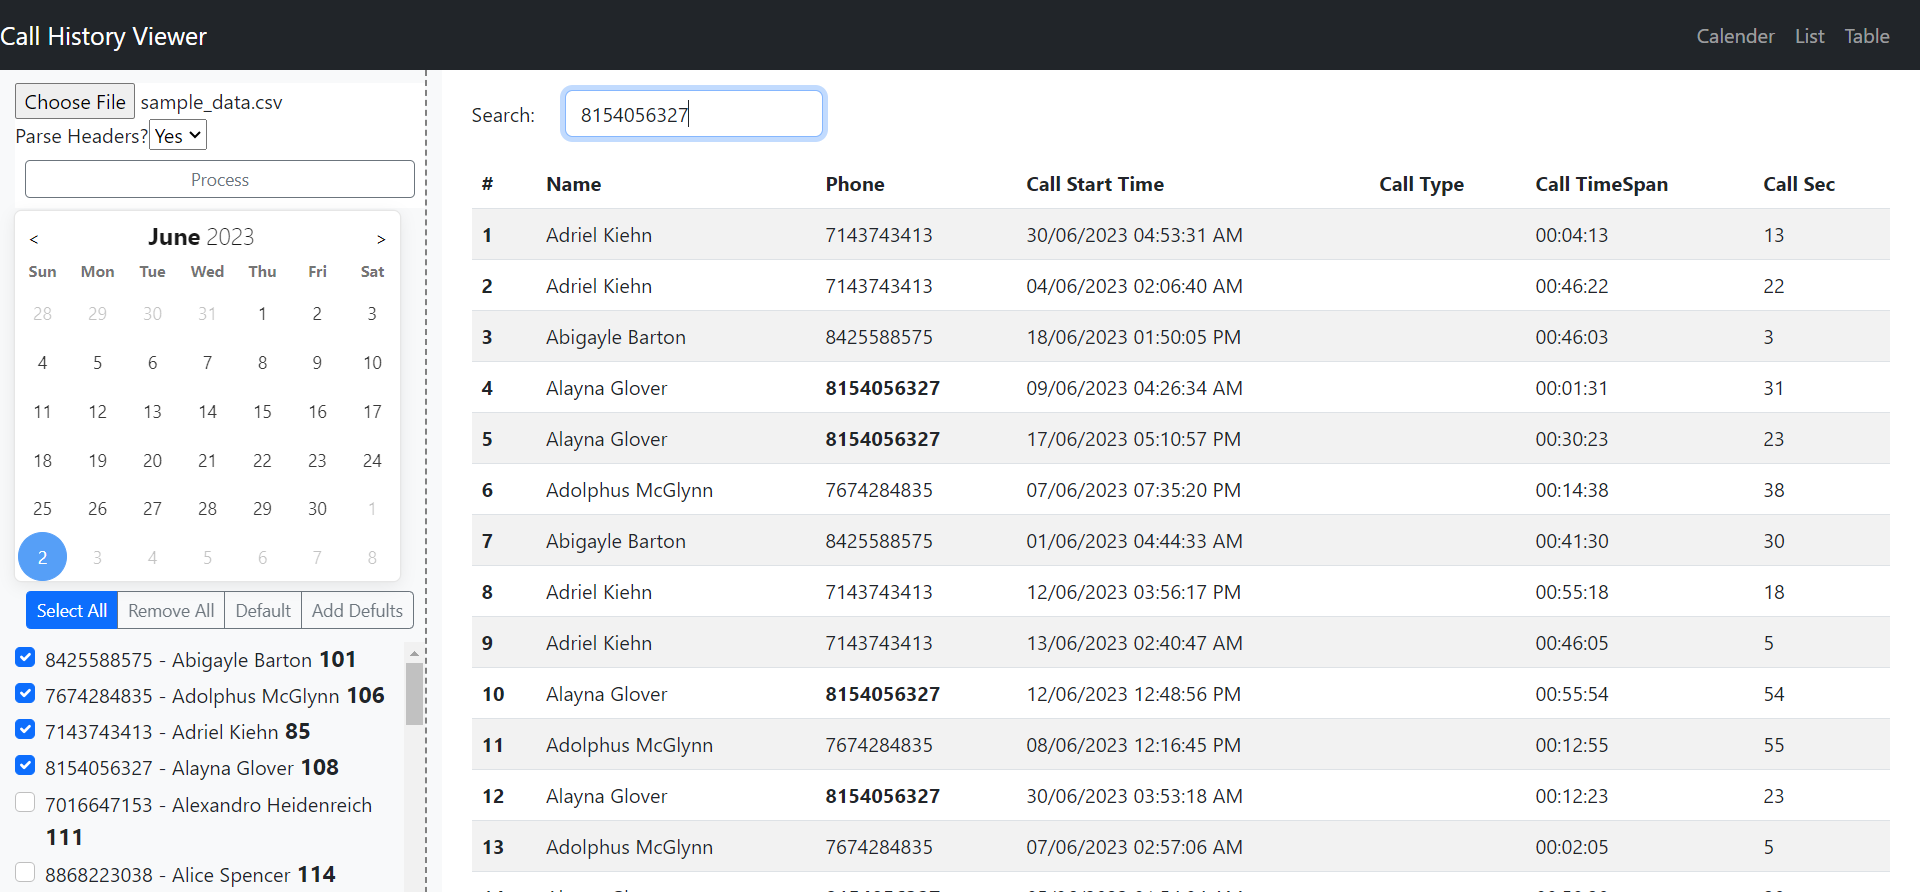 Call History Viewer
Calender List Table
Choose File sample_data.csv
Parse Headers? Yes
Process
< June 2023 >
Sun Mon Tue Wed Thu Fri Sat
28 29 30 31 1 2 3
4 5 6 7 8 9 10
11 12 13 14 15 16 17
18 19 20 21 22 23 24
25 26 27 28 29 30 1
2 3 4 5 6 7 8
Select All Remove All Default Add Defults
8425588575 - Abigayle Barton 101
7674284835 - Adolphus McGlynn 106
7143743413 - Adriel Kiehn 85
8154056327 - Alayna Glover 108
7016647153 - Alexandro Heidenreich
111
8868223038 - Alice Spencer 114
Search: 8154056327
# Name Phone Call Start Time Call Type Call TimeSpan Call Sec
1 Adriel Kiehn 7143743413 30/06/2023 04:53:31 AM 00:04:13 13
2 Adriel Kiehn 7143743413 04/06/2023 02:06:40 AM 00:46:22 22
3 Abigayle Barton 8425588575 18/06/2023 01:50:05 PM 00:46:03 3
4 Alayna Glover 8154056327 09/06/2023 04:26:34 AM 00:01:31 31
5 Alayna Glover 8154056327 17/06/2023 05:10:57 PM 00:30:23 23
6 Adolphus McGlynn 7674284835 07/06/2023 07:35:20 PM 00:14:38 38
7 Abigayle Barton 8425588575 01/06/2023 04:44:33 AM 00:41:30 30
8 Adriel Kiehn 7143743413 12/06/2023 03:56:17 PM 00:55:18 18
9 Adriel Kiehn 7143743413 13/06/2023 02:40:47 AM 00:46:05 5
10 Alayna Glover 8154056327 12/06/2023 12:48:56 PM 00:55:54 54
11 Adolphus McGlynn 7674284835 08/06/2023 12:16:45 PM 00:12:55 55
12 Alayna Glover 8154056327 30/06/2023 03:53:18 AM 00:12:23 23
13 Adolphus McGlynn 7674284835 07/06/2023 02:57:06 AM 00:02:05 5